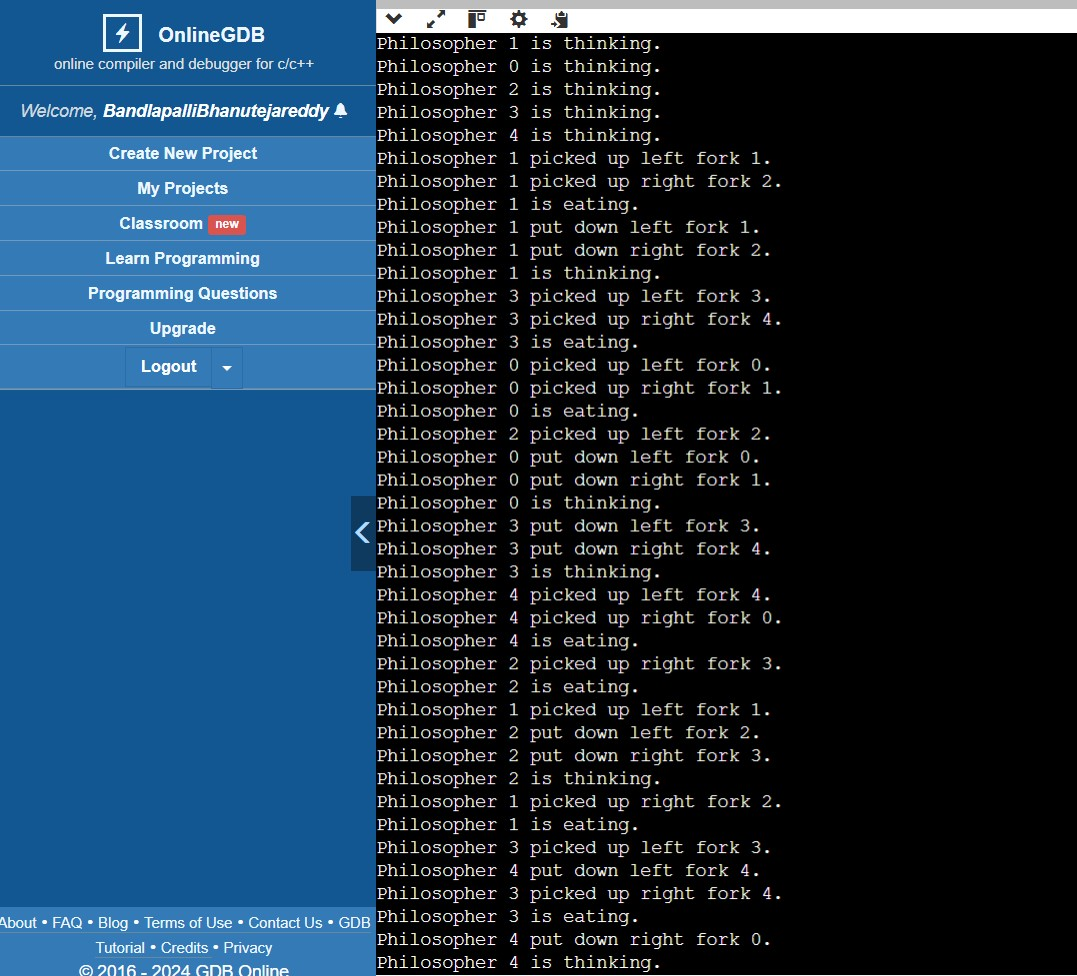 OnlineGDB
online compiler and debugger for c/c++
Welcome, BandlapalliBhanutejareddy
Create New Project
My Projects
Classroom new
Learn Programming
Programming Questions
Upgrade
Logout
About • FAQ • Blog • Terms of Use • Contact Us • GDB
Tutorial • Credits • Privacy
© 2016 - 2024 GDB Online
Philosopher 1 is thinking.
Philosopher 0 is thinking.
Philosopher 2 is thinking.
Philosopher 3 is thinking.
Philosopher 4 is thinking.
Philosopher 1 picked up left fork 1.
Philosopher 1 picked up right fork 2.
Philosopher 1 is eating.
Philosopher 1 put down left fork 1.
Philosopher 1 put down right fork 2.
Philosopher 1 is thinking.
Philosopher 3 picked up left fork 3.
Philosopher 3 picked up right fork 4.
Philosopher 3 is eating.
Philosopher 0 picked up left fork 0.
Philosopher 0 picked up right fork 1.
Philosopher 0 is eating.
Philosopher 2 picked up left fork 2.
Philosopher 0 put down left fork 0.
Philosopher 0 put down right fork 1.
Philosopher 0 is thinking.
Philosopher 3 put down left fork 3.
Philosopher 3 put down right fork 4.
Philosopher 3 is thinking.
Philosopher 4 picked up left fork 4.
Philosopher 4 picked up right fork 0.
Philosopher 4 is eating.
Philosopher 2 picked up right fork 3.
Philosopher 2 is eating.
Philosopher 1 picked up left fork 1.
Philosopher 2 put down left fork 2.
Philosopher 2 put down right fork 3.
Philosopher 2 is thinking.
Philosopher 1 picked up right fork 2.
Philosopher 1 is eating.
Philosopher 3 picked up left fork 3.
Philosopher 4 put down left fork 4.
Philosopher 3 picked up right fork 4.
Philosopher 3 is eating.
Philosopher 4 put down right fork 0.
Philosopher 4 is thinking.